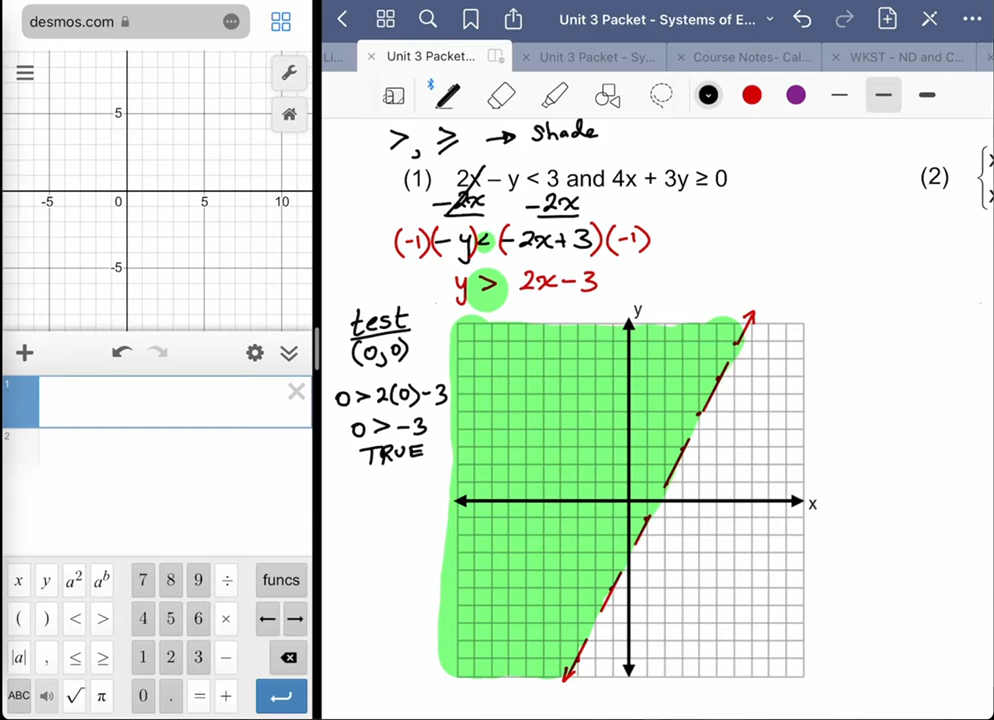 desmos.com
Unit 3 Packet - Systems of E...
Li...
Unit 3 Packet...
Unit 3 Packet - Sy...
Course Notes- Cal...
WKST - ND and C...
>, ≥ → Shade
(1) 2x – y < 3 and 4x + 3y ≥ 0
(2)
-2x -2x
(-1)(-y)<(-2x+3)(-1)
y > 2x-3
test
(0,0)
0 > 2(0)-3
0 > -3
TRUE
y
x
5
-5 0 5 10
-5
1
2
x y a² aᵇ 7 8 9 ÷ funcs
( ) < > 4 5 6 × ← →
|a| , ≤ ≥ 1 2 3 −
ABC √ π 0 . = +